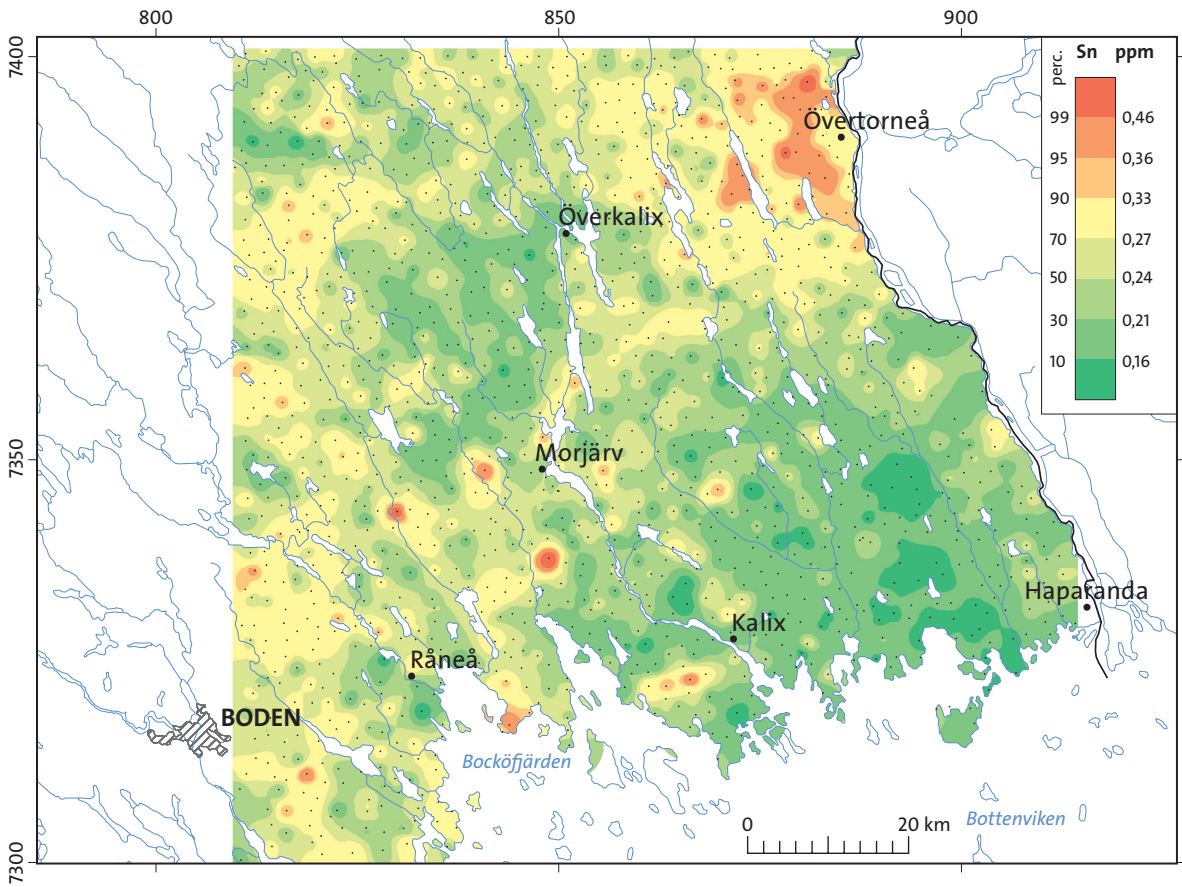 800 850 900
7400
perc. Sn ppm
99 0,46
95 0,36
90 0,33
70 0,27
50 0,24
30 0,21
10 0,16
Övertorneå
Överkalix
7350
Morjärv
Haparanda
Kalix
Råneå
BODEN
Bocköfjärden
Bottenviken
0 20 km
7300